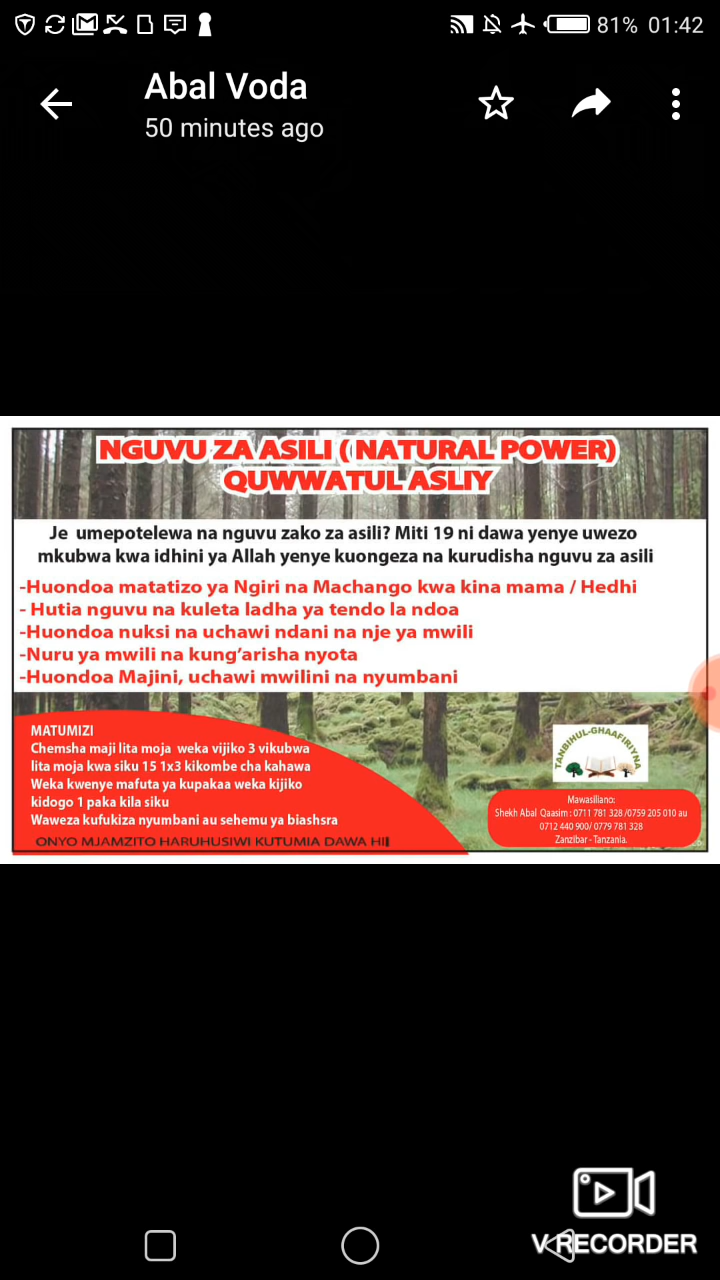 81% 01:42
Abal Voda
50 minutes ago
NGUVU ZA ASILI ( NATURAL POWER)
QUWWATUL ASLIY
Je umepotelewa na nguvu zako za asili? Miti 19 ni dawa yenye uwezo
mkubwa kwa idhini ya Allah yenye kuongeza na kurudisha nguvu za asili
-Huondoa matatizo ya Ngiri na Machango kwa kina mama / Hedhi
- Hutia nguvu na kuleta ladha ya tendo la ndoa
-Huondoa nuksi na uchawi ndani na nje ya mwili
-Nuru ya mwili na kung'arisha nyota
-Huondoa Majini, uchawi mwilini na nyumbani
MATUMIZI
Chemsha maji lita moja weka vijiko 3 vikubwa
lita moja kwa siku 15 1x3 kikombe cha kahawa
Weka kwenye mafuta ya kupakaa weka kijiko
kidogo 1 paka kila siku
Waweza kufukiza nyumbani au sehemu ya biashsra
ONYO MJAMZITO HARUHUSIWI KUTUMIA DAWA HII
TANBIHUL-GHAAFIRIYNA
Mawasiliano:
Shekh Abal Qaasim : 0711 781 328 /0759 205 010 au
0712 440 900/ 0779 781 328
Zanzibar - Tanzania.
V RECORDER